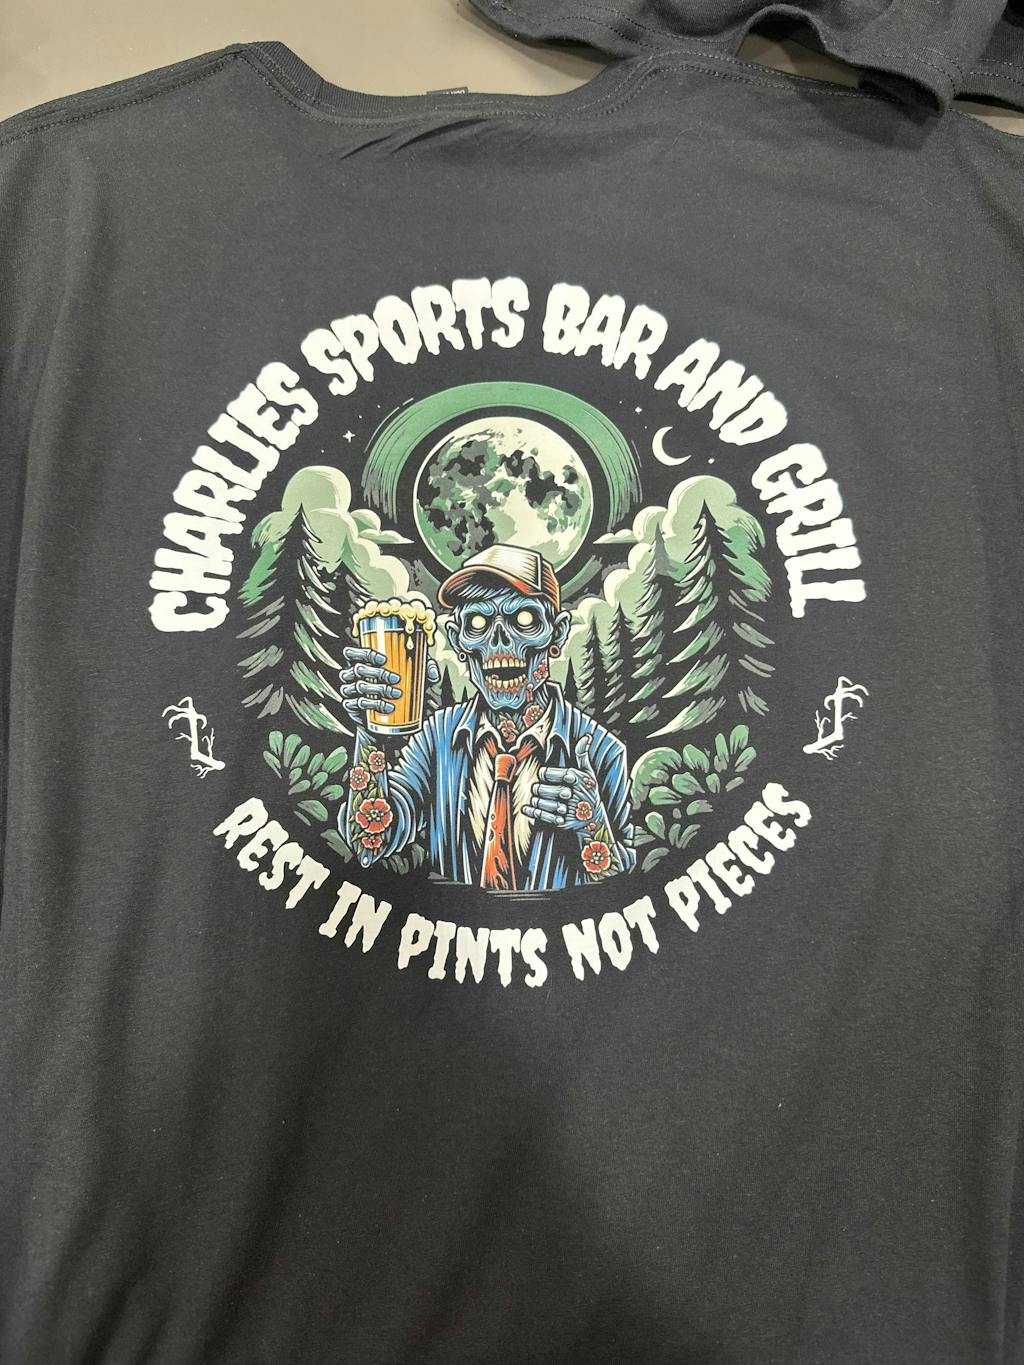 CHARLIES SPORTS BAR AND GRILL
REST IN PINTS NOT PIECES